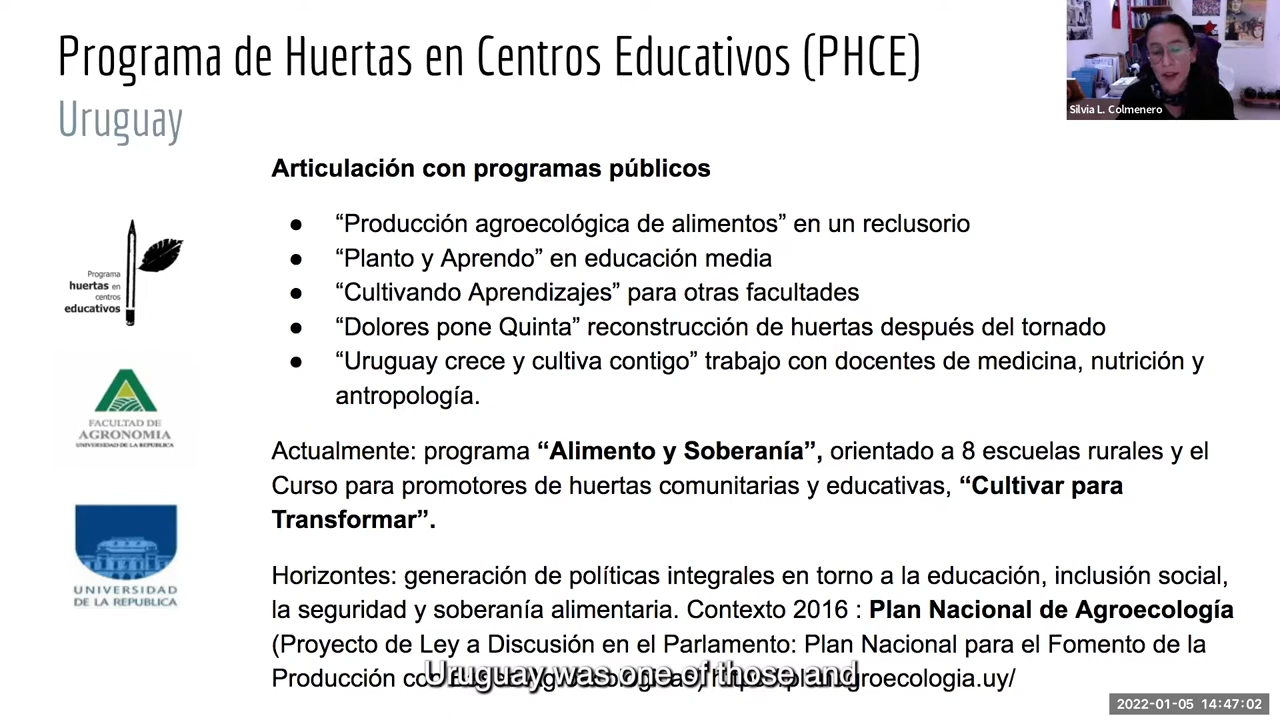 Programa de Huertas en Centros Educativos (PHCE)
Uruguay
Silvia L. Colmenero
Articulación con programas públicos
● “Producción agroecológica de alimentos” en un reclusorio
● “Planto y Aprendo” en educación media
● “Cultivando Aprendizajes” para otras facultades
● “Dolores pone Quinta” reconstrucción de huertas después del tornado
● “Uruguay crece y cultiva contigo” trabajo con docentes de medicina, nutrición y
antropología.
Programa
huertas en
centros
educativos
FACULTAD DE
AGRONOMIA
UNIVERSIDAD DE LA REPUBLICA
UNIVERSIDAD
DE LA REPUBLICA
Actualmente: programa “Alimento y Soberanía”, orientado a 8 escuelas rurales y el
Curso para promotores de huertas comunitarias y educativas, “Cultivar para
Transformar”.
Horizontes: generación de políticas integrales en torno a la educación, inclusión social,
la seguridad y soberanía alimentaria. Contexto 2016 : Plan Nacional de Agroecología
(Proyecto de Ley a Discusión en el Parlamento: Plan Nacional para el Fomento de la
Producción
Uruguay was one of those and
2022-01-05 14:47:02